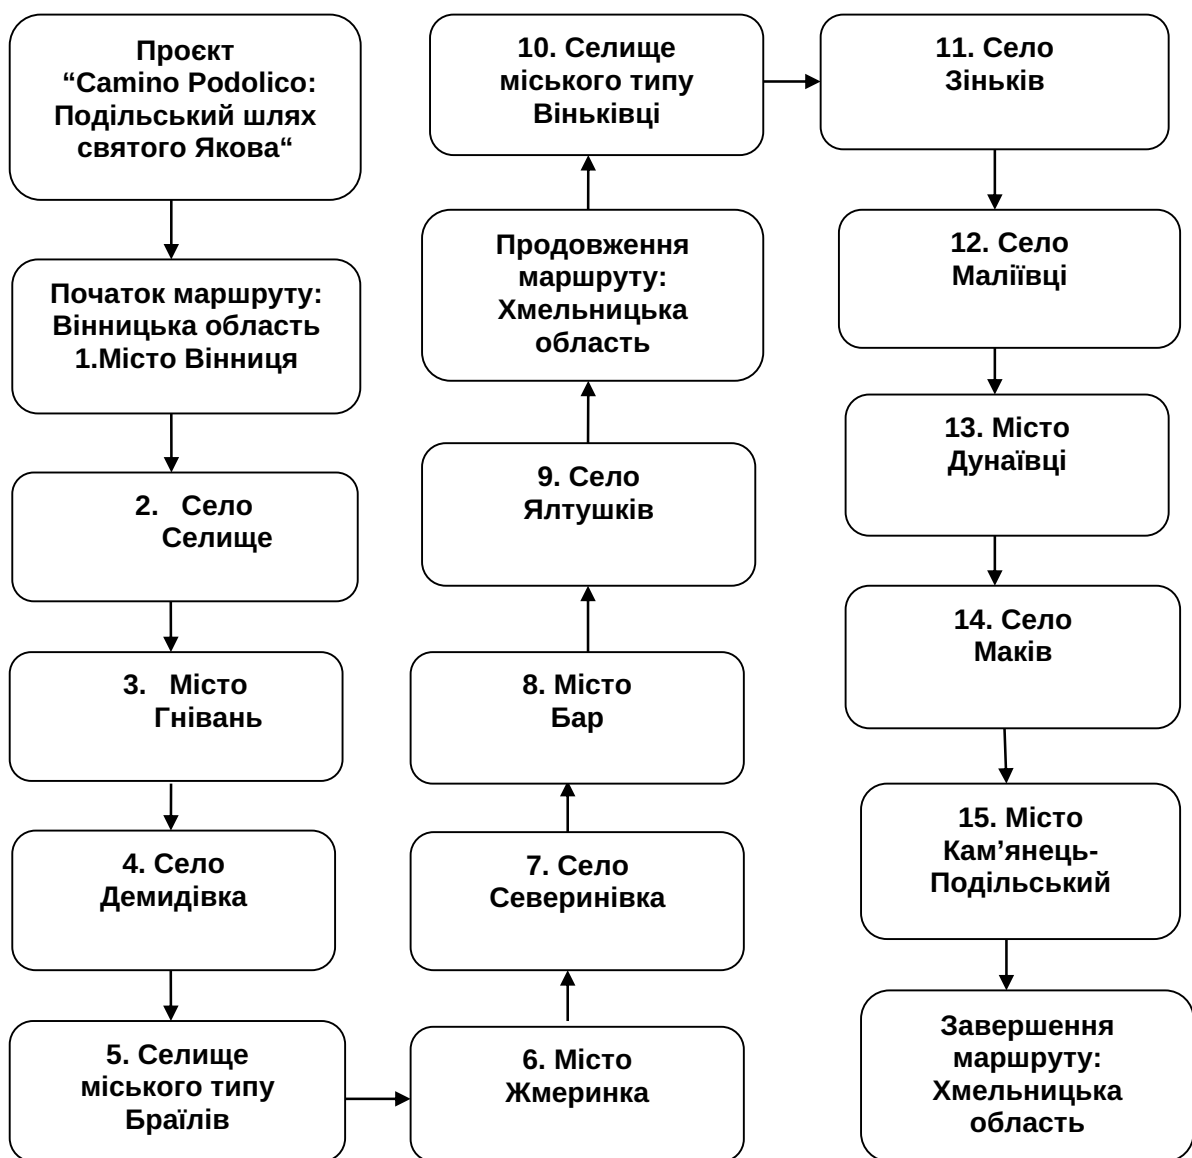 Проєкт
“Camino Podolico:
Подільський шлях
святого Якова“
Початок маршруту:
Вінницька область
1.Місто Вінниця
2. Село
Селище
3. Місто
Гнівань
4. Село
Демидівка
5. Селище
міського типу
Браїлів
6. Місто
Жмеринка
7. Село
Северинівка
8. Місто
Бар
9. Село
Ялтушків
Продовження
маршруту:
Хмельницька
область
10. Селище
міського типу
Віньківці
11. Село
Зіньків
12. Село
Маліївці
13. Місто
Дунаївці
14. Село
Маків
15. Місто
Кам’янець-
Подільський
Завершення
маршруту:
Хмельницька
область